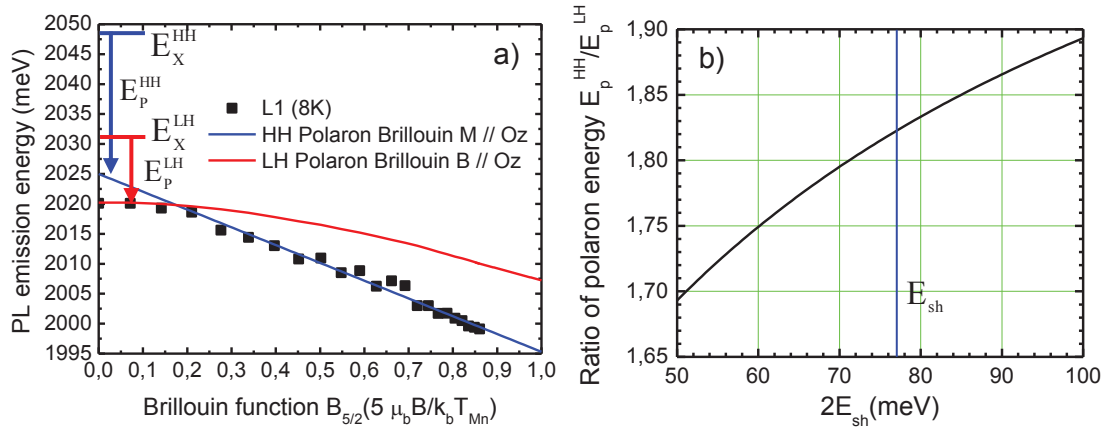 a)
PL emission energy (meV)
2050
2045
2040
2035
2030
2025
2020
2015
2010
2005
2000
1995
E_X^HH
E_P^HH
E_X^LH
E_P^LH
L1 (8K)
HH Polaron Brillouin M // Oz
LH Polaron Brillouin B // Oz
0,0 0,1 0,2 0,3 0,4 0,5 0,6 0,7 0,8 0,9 1,0
Brillouin function B_5/2(5 μ_bB/k_bT_Mn)
b)
Ratio of polaron energy E_p^HH/E_p^LH
1,90
1,85
1,80
1,75
1,70
1,65
E_sh
50 60 70 80 90 100
2E_sh(meV)